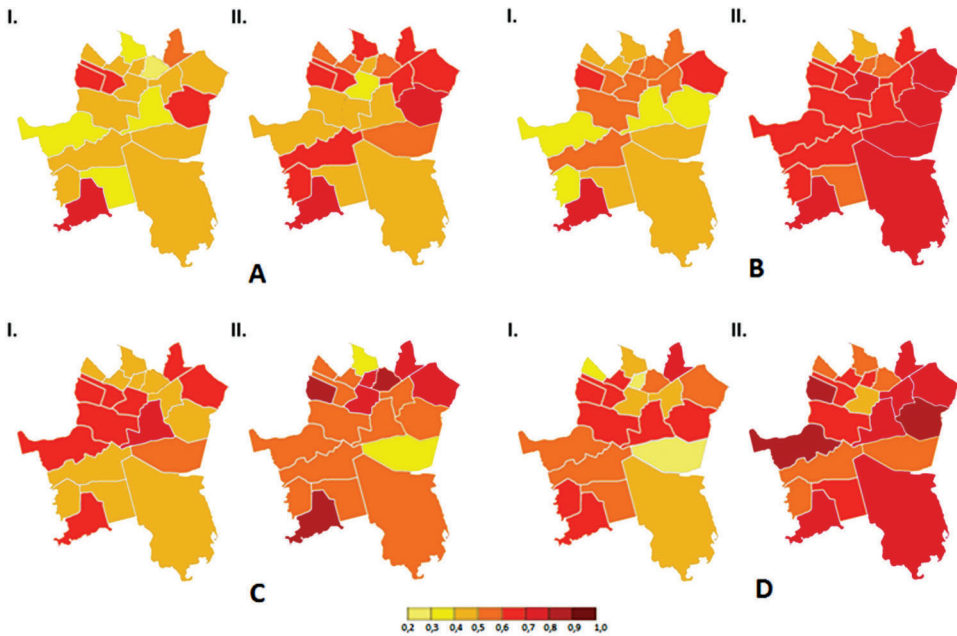 I. II. I. II.
A B
I. II. I. II.
C D
0,2 0,3 0,4 0,5 0,6 0,7 0,8 0,9 1,0